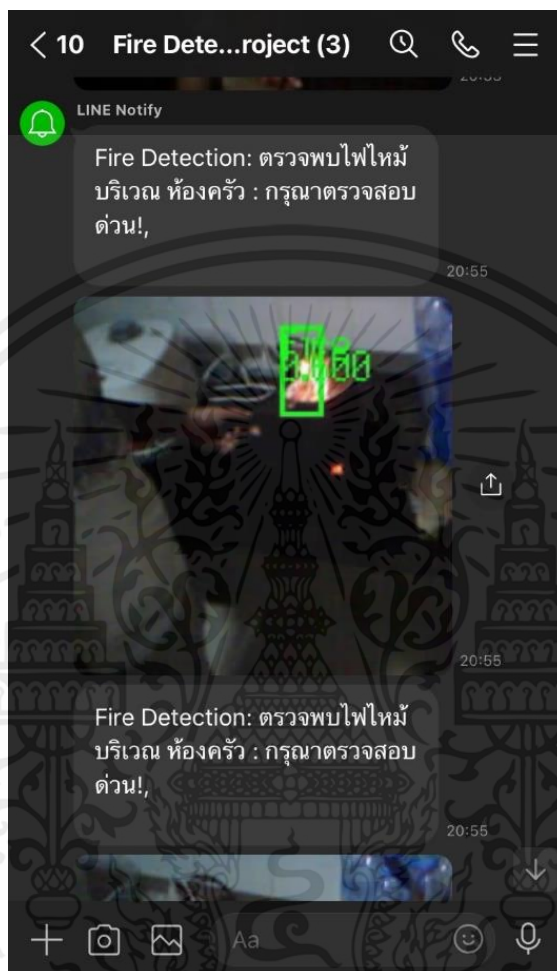 10 Fire Dete...roject (3)
20:55
LINE Notify
Fire Detection: ตรวจพบไฟไหม้
บริเวณ ห้องครัว : กรุณาตรวจสอบ
ด่วน!,
20:55
20:55
Fire Detection: ตรวจพบไฟไหม้
บริเวณ ห้องครัว : กรุณาตรวจสอบ
ด่วน!,
20:55
Aa